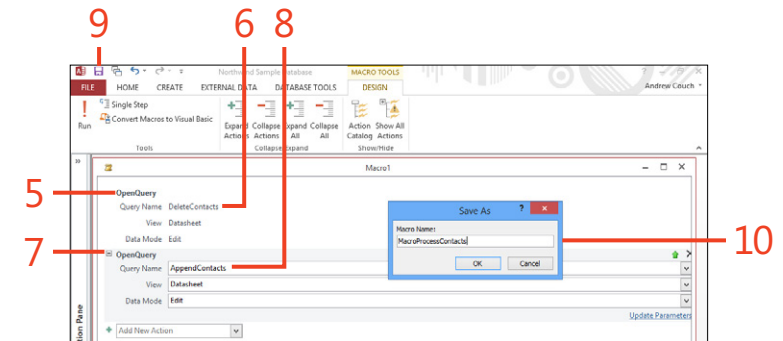 9 6 8
Northwind Sample Database MACRO TOOLS
FILE HOME CREATE EXTERNAL DATA DATABASE TOOLS DESIGN Andrew Couch
Run
Single Step
Convert Macros to Visual Basic
Expand Actions
Collapse Actions
Expand All
Collapse All
Action Catalog
Show All Actions
Tools Collapse/Expand Show/Hide
Macro1
5
OpenQuery
Query Name DeleteContacts
View Datasheet
Data Mode Edit
7
OpenQuery
Query Name AppendContacts
View Datasheet
Data Mode Edit
Update Parameters
Add New Action
Save As
Macro Name:
MacroProcessContacts
OK Cancel
10
tion Pane